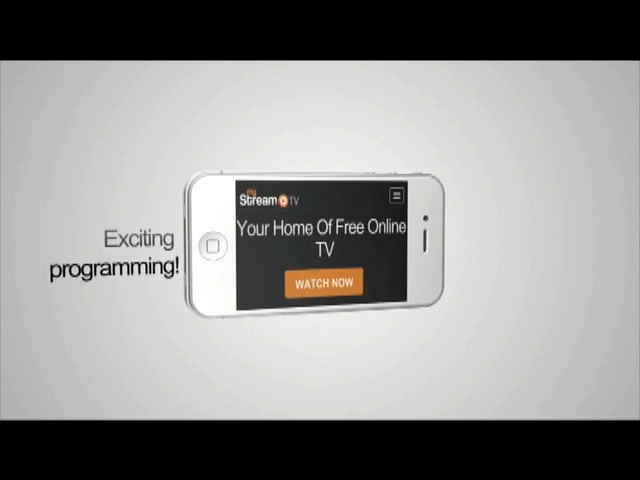 Exciting
programming!
my
Stream TV
Your Home Of Free Online
TV
WATCH NOW